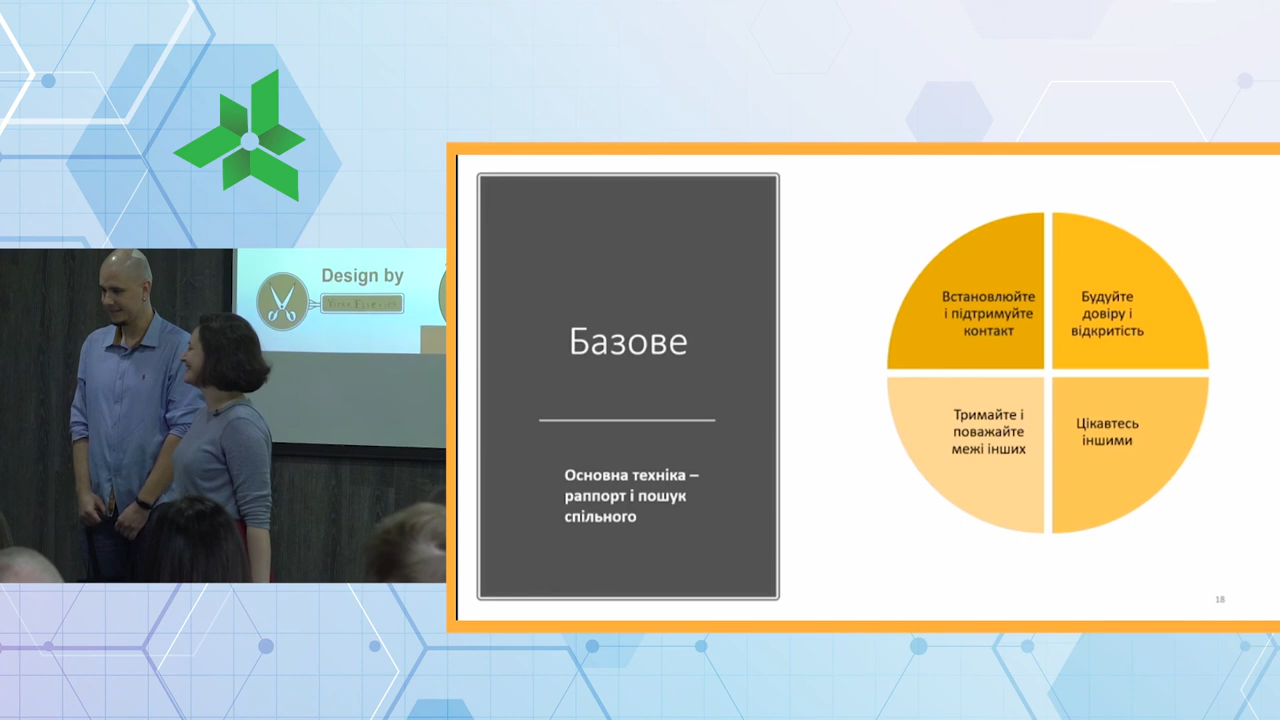 Design by
Базове
Основна техніка –
раппорт і пошук
спільного
Встановлюйте
і підтримуйте
контакт
Будуйте
довіру і
відкритість
Тримайте і
поважайте
межі інших
Цікавтесь
іншими
18